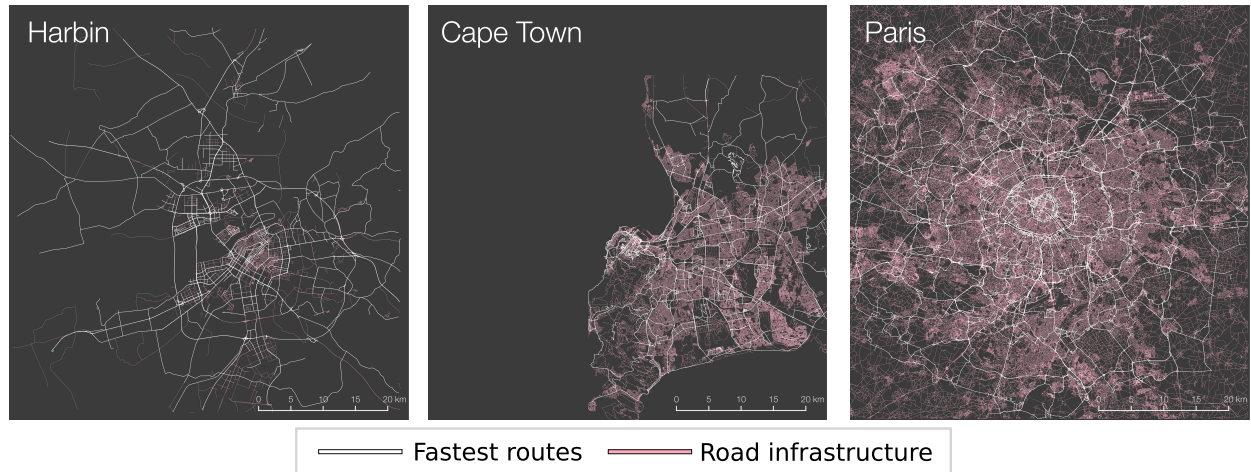 Harbin
Cape Town
Paris
0 5 10 15 20 km
0 5 10 15 20 km
0 5 10 15 20 km
Fastest routes
Road infrastructure